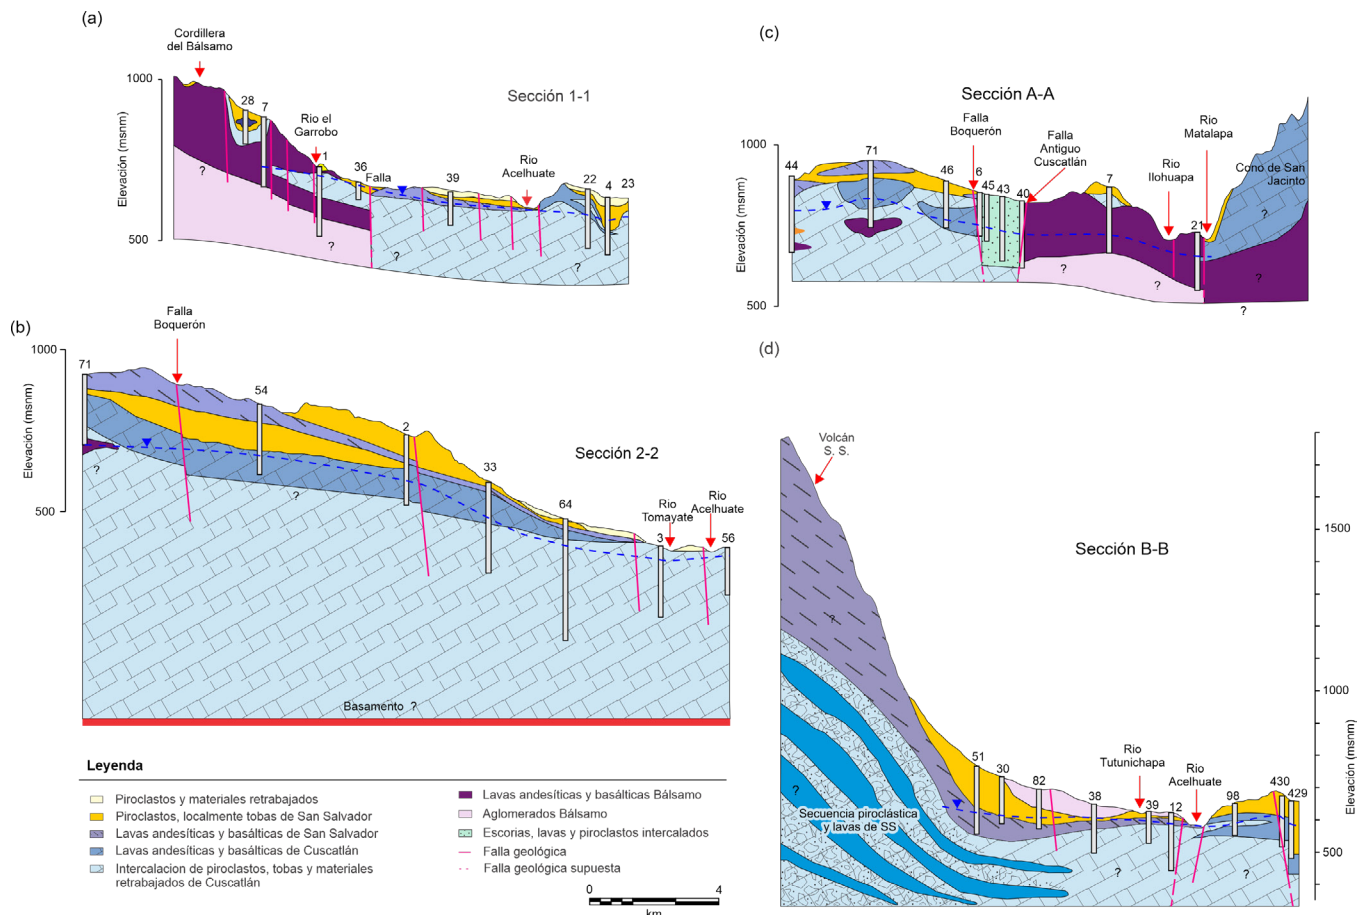 (a)
Cordillera
del Bálsamo
1000
28
7
Sección 1-1
Rio el
Garrobo
1
36
Falla
39
Rio
Acelhuate
22
4
23
Elevación (msnm)
500
?
?
?
(c)
Sección A-A
Falla
Boquerón
Falla
Antiguo
Cuscatlán
Rio
Matalapa
1000
44
71
46
6
45
43
40
7
Rio
Ilohuapa
21
Cono de San
Jacinto
?
Elevación (msnm)
500
?
?
?
?
(b)
Falla
Boquerón
1000
71
54
2
Sección 2-2
33
64
Rio
Tomayate
Rio
Acelhuate
3
56
Elevación (msnm)
500
?
?
Basamento ?
(d)
Volcán
S. S.
Sección B-B
1500
1000
500
Elevación (msnm)
?
51
30
82
38
Rio
Tutunichapa
39
12
Rio
Acelhuate
98
430
429
Secuencia piroclástica
y lavas de SS
?
?
?
Leyenda
Piroclastos y materiales retrabajados
Piroclastos, localmente tobas de San Salvador
Lavas andesíticas y basálticas de San Salvador
Lavas andesíticas y basálticas de Cuscatlán
Intercalacion de piroclastos, tobas y materiales
retrabajados de Cuscatlán
Lavas andesíticas y basálticas Bálsamo
Aglomerados Bálsamo
Escorias, lavas y piroclastos intercalados
Falla geológica
Falla geológica supuesta
0
4
km